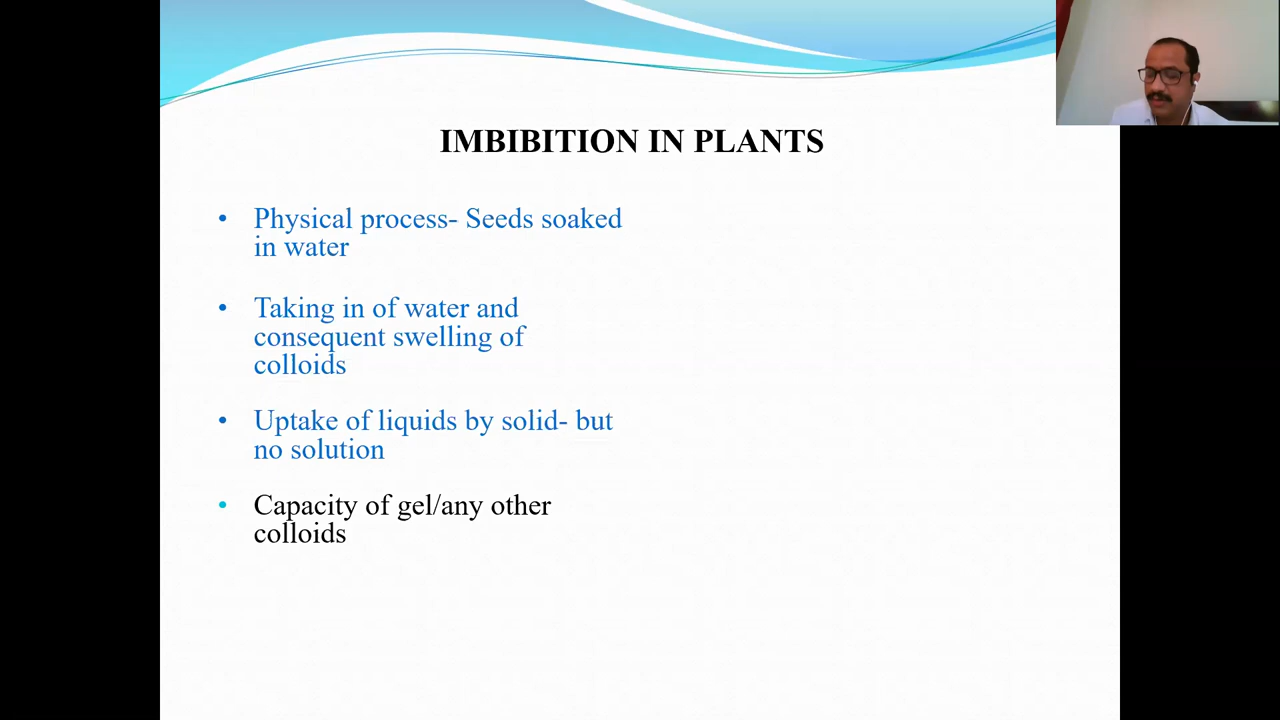 IMBIBITION IN PLANTS
• Physical process- Seeds soaked
in water
• Taking in of water and
consequent swelling of
colloids
• Uptake of liquids by solid- but
no solution
• Capacity of gel/any other
colloids